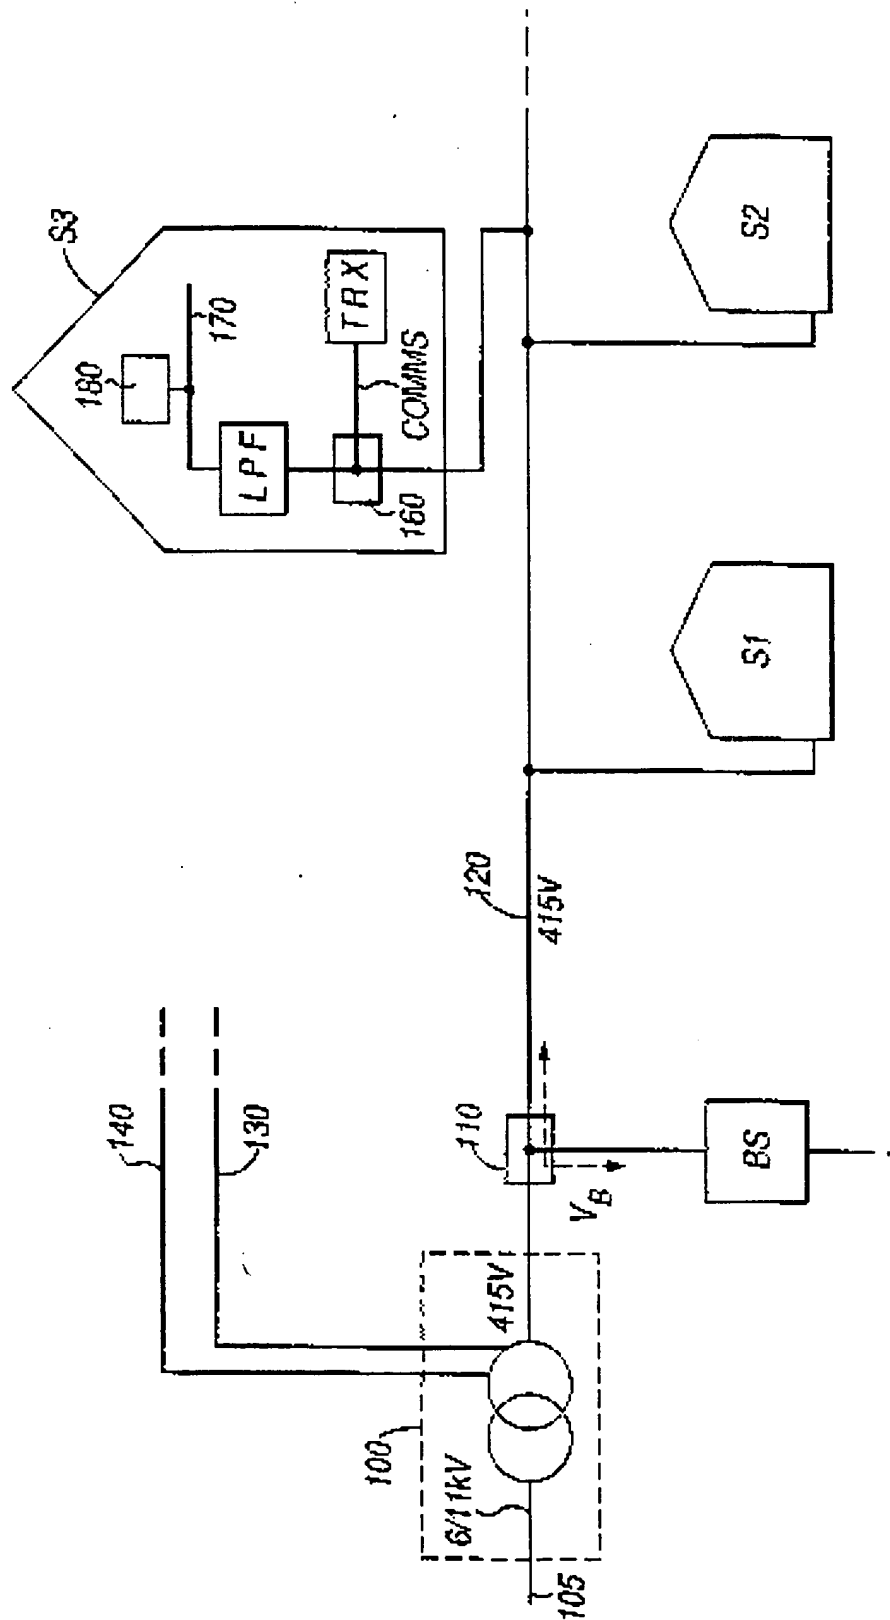 S3
180
170
LPF
TRX
COMMS
160
S2
S1
120
415V
140
130
110
V_B
BS
415V
100
6/11kV
105